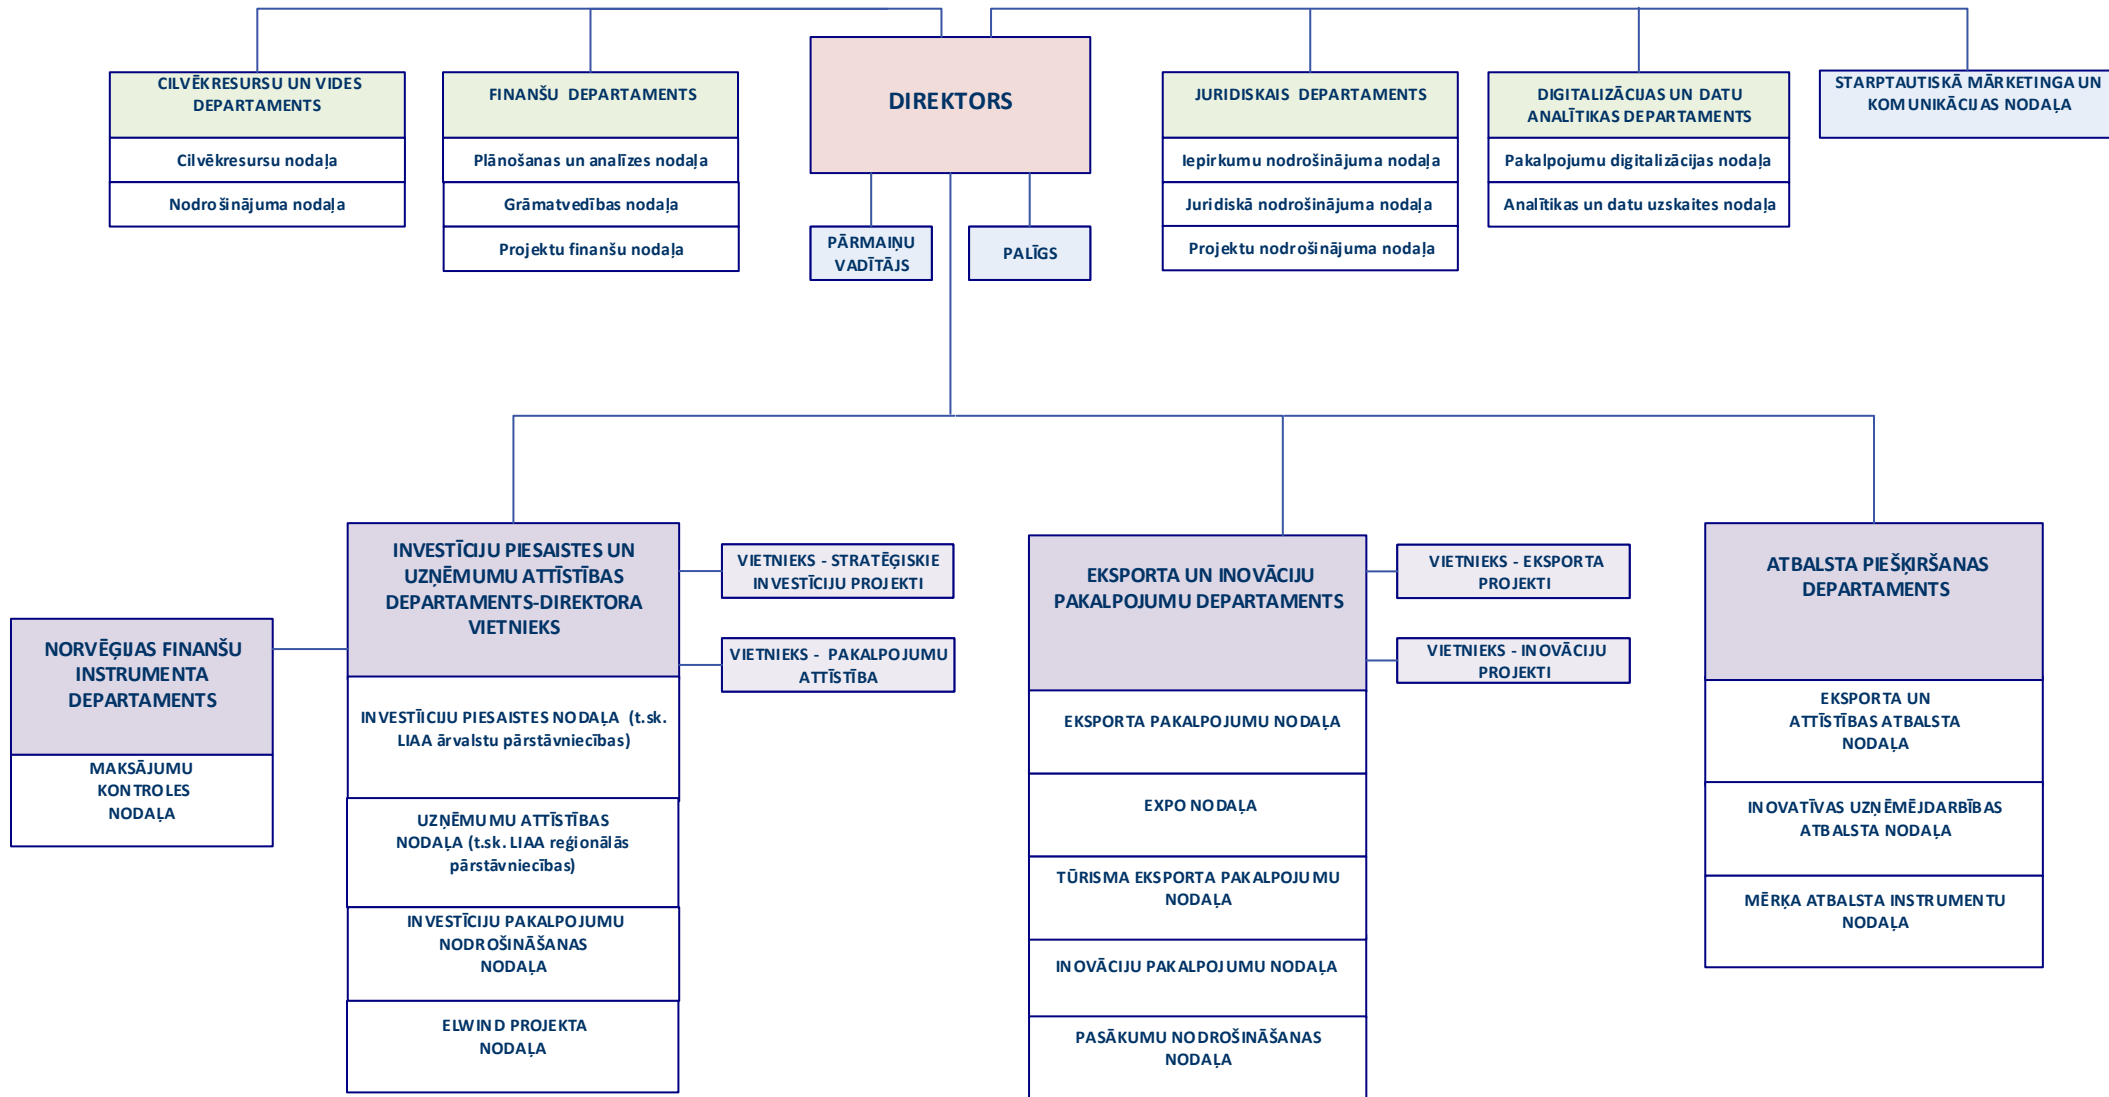 CILVĒKRESURSU UN VIDES
DEPARTAMENTS
Cilvēkresursu nodaļa
Nodrošinājuma nodaļa
FINANŠU DEPARTAMENTS
Plānošanas un analīzes nodaļa
Grāmatvedības nodaļa
Projektu finanšu nodaļa
DIREKTORS
PĀRMAIŅU
VADĪTĀJS
PALĪGS
JURIDISKAIS DEPARTAMENTS
Iepirkumu nodrošinājuma nodaļa
Juridiskā nodrošinājuma nodaļa
Projektu nodrošinājuma nodaļa
DIGITALIZĀCIJAS UN DATU
ANALĪTIKAS DEPARTAMENTS
Pakalpojumu digitalizācijas nodaļa
Analītikas un datu uzskaites nodaļa
STARPTAUTISKĀ MĀRKETINGA UN
KOMUNIKĀCIJAS NODAĻA
NORVĒĢIJAS FINANŠU
INSTRUMENTA
DEPARTAMENTS
MAKSĀJUMU
KONTROLES
NODAĻA
INVESTĪCIJU PIESAISTES UN
UZŅĒMUMU ATTĪSTĪBAS
DEPARTAMENTS-DIREKTORA
VIETNIEKS
INVESTĪICIJU PIESAISTES NODAĻA (t.sk.
LIAA ārvalstu pārstāvniecības)
UZŅĒMUMU ATTĪSTĪBAS
NODAĻA (t.sk. LIAA reģionālās
pārstāvniecības)
INVESTĪCIJU PAKALPOJUMU
NODROŠINĀŠANAS
NODAĻA
ELWIND PROJEKTA
NODAĻA
VIETNIEKS - STRATĒĢISKIE
INVESTĪCIJU PROJEKTI
VIETNIEKS - PAKALPOJUMU
ATTĪSTĪBA
EKSPORTA UN INOVĀCIJU
PAKALPOJUMU DEPARTAMENTS
EKSPORTA PAKALPOJUMU NODAĻA
EXPO NODAĻA
TŪRISMA EKSPORTA PAKALPOJUMU
NODAĻA
INOVĀCIJU PAKALPOJUMU NODAĻA
PASĀKUMU NODROŠINĀŠANAS
NODAĻA
VIETNIEKS - EKSPORTA
PROJEKTI
VIETNIEKS - INOVĀCIJU
PROJEKTI
ATBALSTA PIEŠĶIRŠANAS
DEPARTAMENTS
EKSPORTA UN
ATTĪSTĪBAS ATBALSTA
NODAĻA
INOVATĪVAS UZŅĒMĒJDARBĪBAS
ATBALSTA NODAĻA
MĒRĶA ATBALSTA INSTRUMENTU
NODAĻA